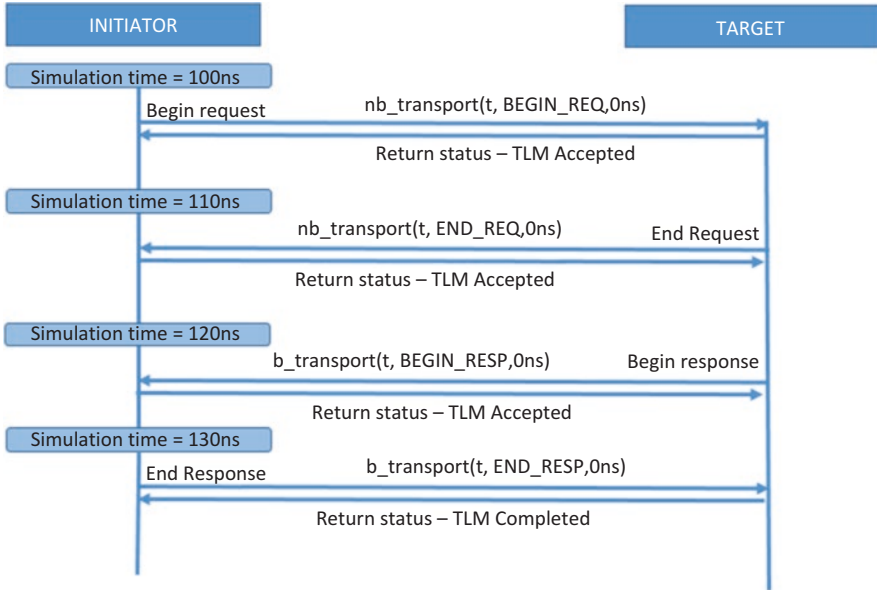 INITIATOR
TARGET
Simulation time = 100ns
Begin request
nb_transport(t, BEGIN_REQ,0ns)
Return status – TLM Accepted
Simulation time = 110ns
nb_transport(t, END_REQ,0ns)
End Request
Return status – TLM Accepted
Simulation time = 120ns
b_transport(t, BEGIN_RESP,0ns)
Begin response
Return status – TLM Accepted
Simulation time = 130ns
End Response
b_transport(t, END_RESP,0ns)
Return status – TLM Completed